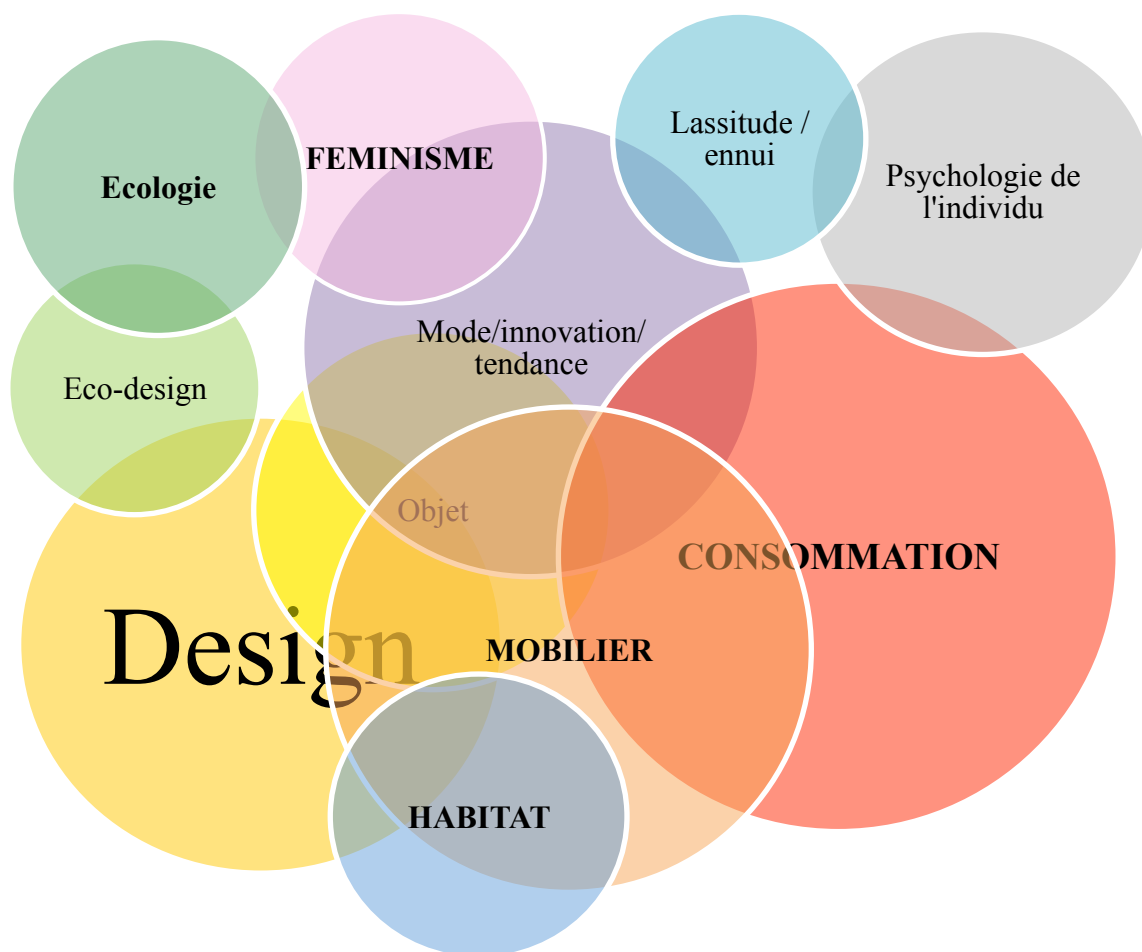 FEMINISME
Ecologie
Lassitude /
ennui
Psychologie de
l'individu
Mode/innovation/
tendance
Eco-design
Objet
CONSOMMATION
Design
MOBILIER
HABITAT